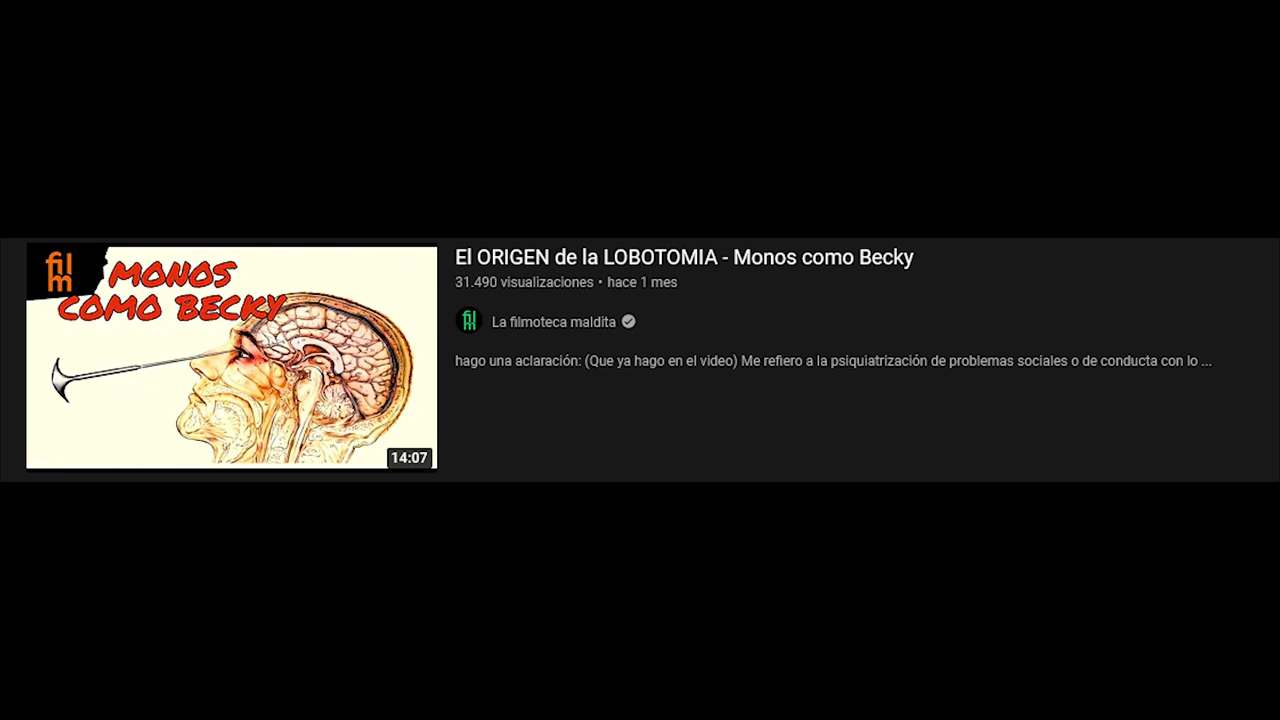 film
MONOS
COMO BECKY
14:07
El ORIGEN de la LOBOTOMIA - Monos como Becky
31.490 visualizaciones • hace 1 mes
film
La filmoteca maldita
hago una aclaración: (Que ya hago en el video) Me refiero a la psiquiatrización de problemas sociales o de conducta con lo ...